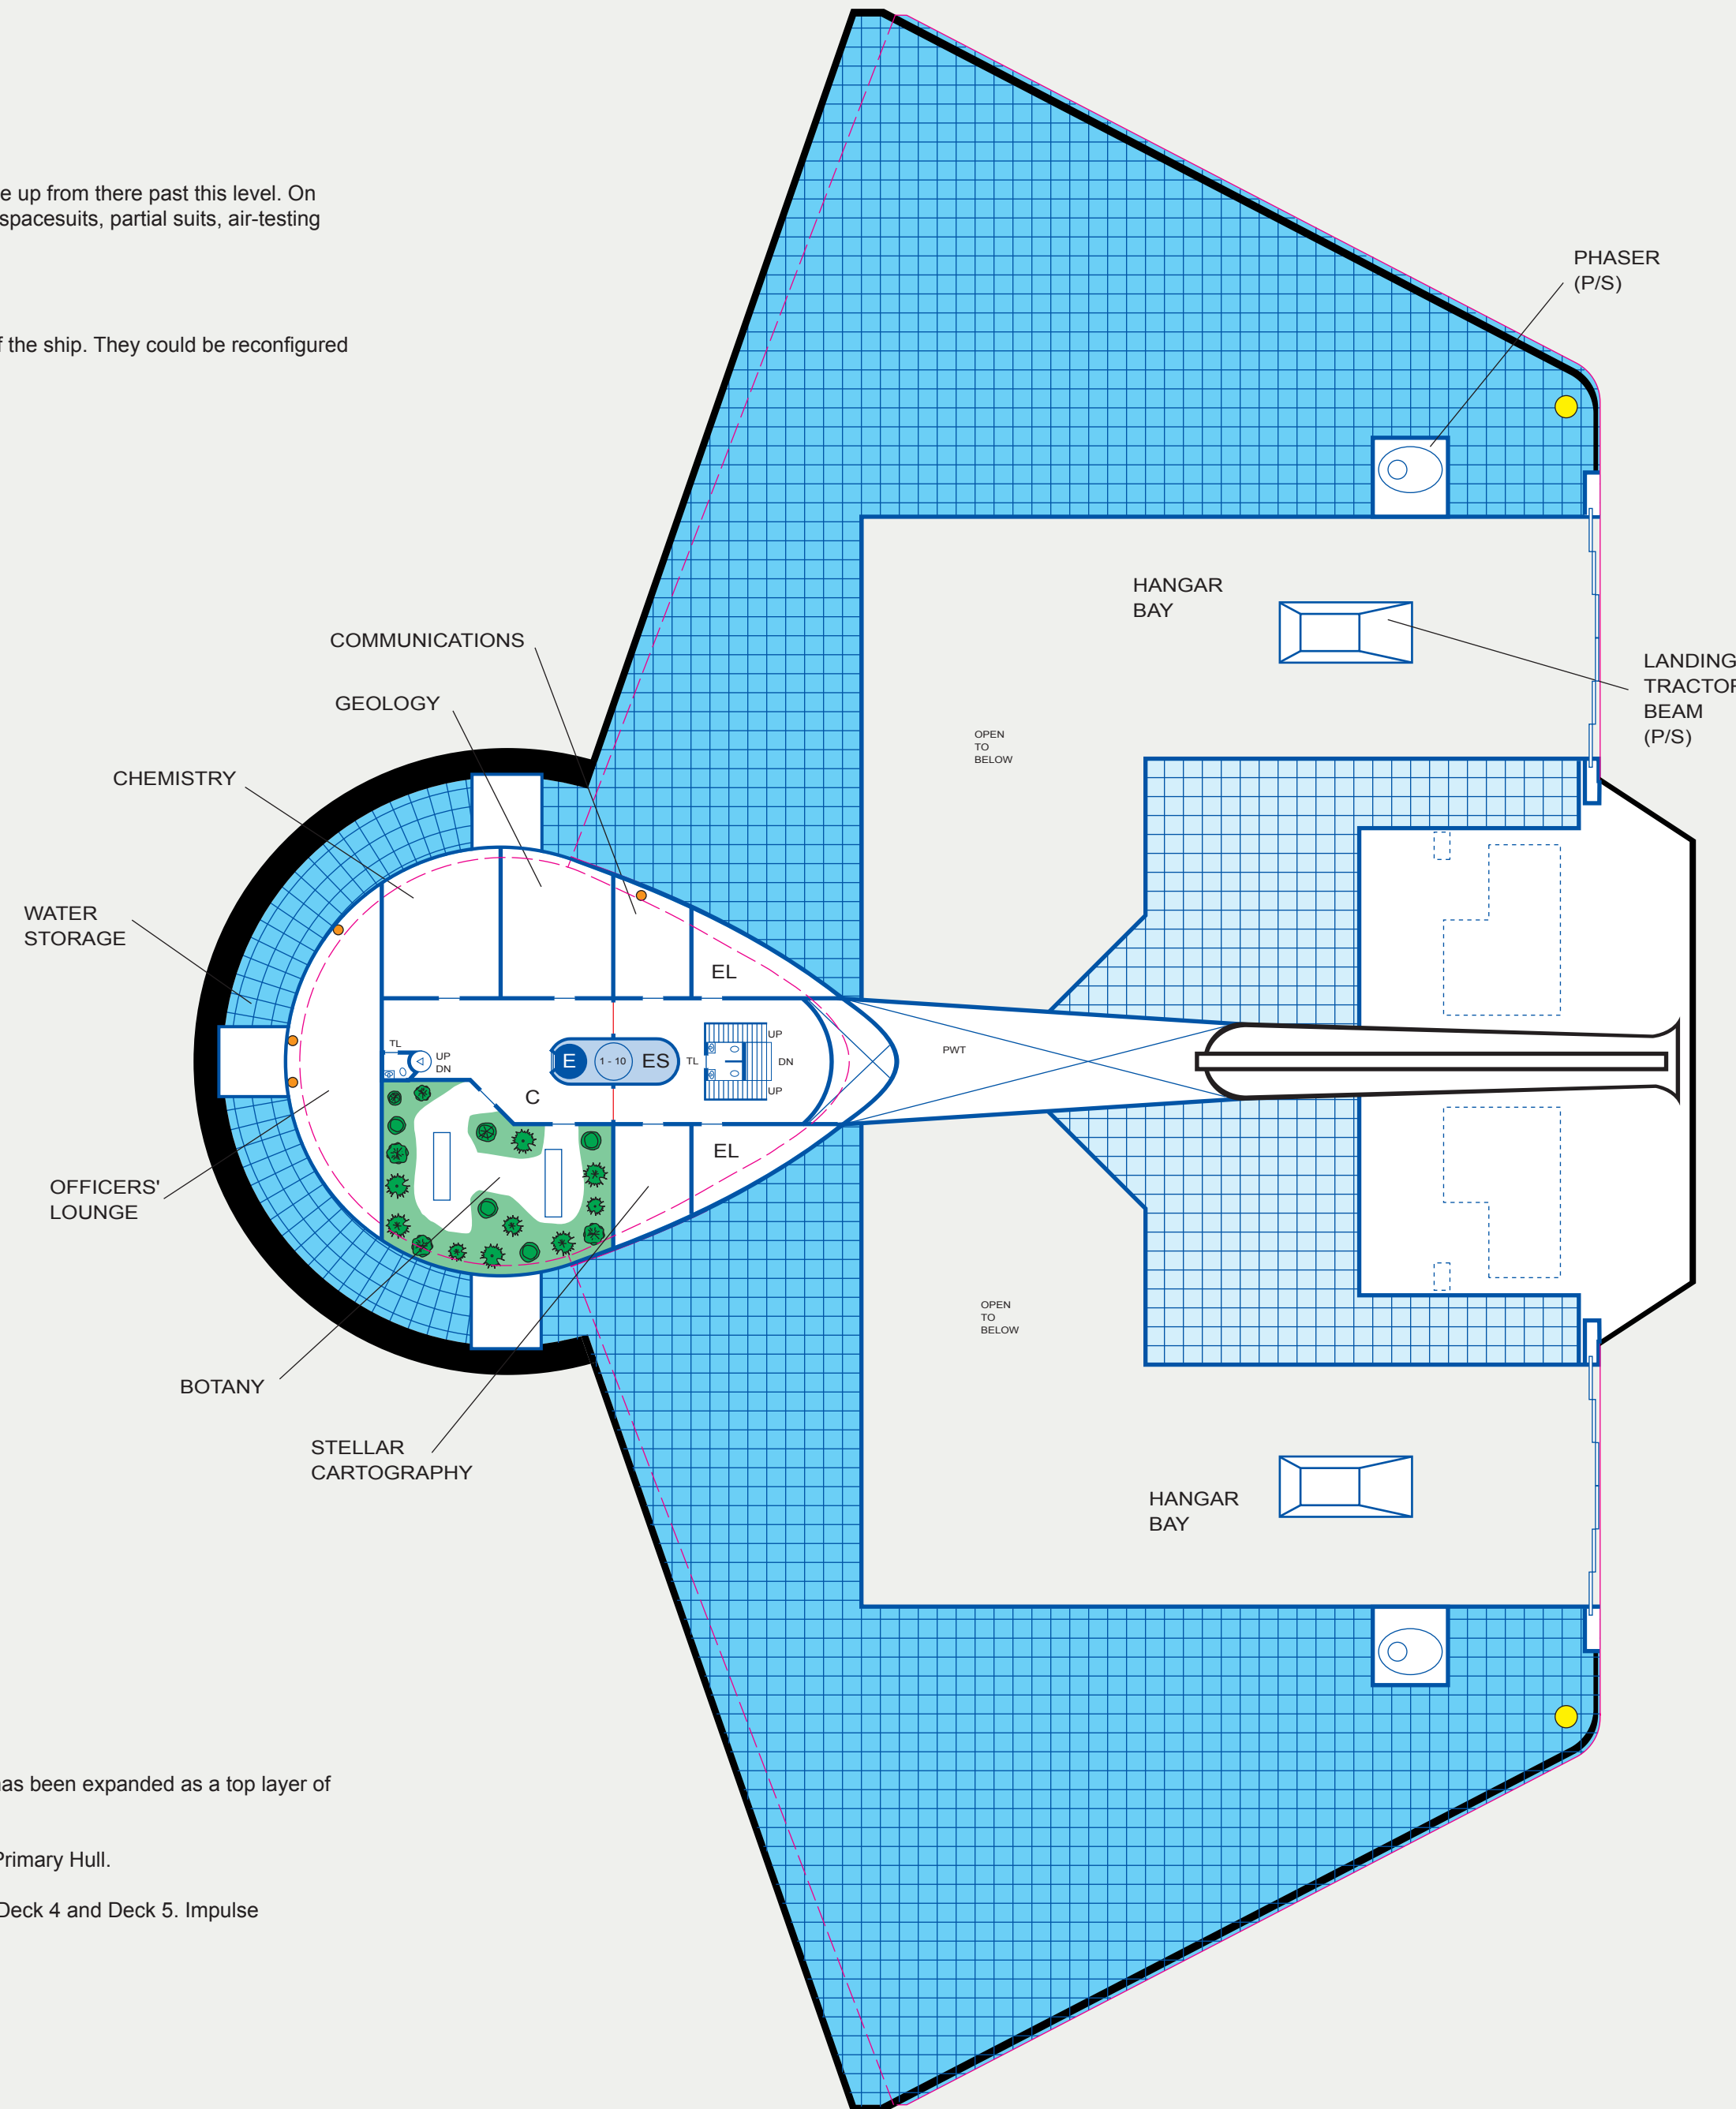 e up from there past this level. On
spacesuits, partial suits, air-testing
PHASER
(P/S)
f the ship. They could be reconfigured
HANGAR
BAY
COMMUNICATIONS
LANDING
TRACTOR
BEAM
(P/S)
GEOLOGY
OPEN
TO
BELOW
CHEMISTRY
WATER
STORAGE
EL
TL
UP
DN
E
1 - 10
ES
TL
UP
DN
UP
PWT
C
EL
OFFICERS'
LOUNGE
OPEN
TO
BELOW
BOTANY
STELLAR
CARTOGRAPHY
HANGAR
BAY
has been expanded as a top layer of
Primary Hull.
Deck 4 and Deck 5. Impulse